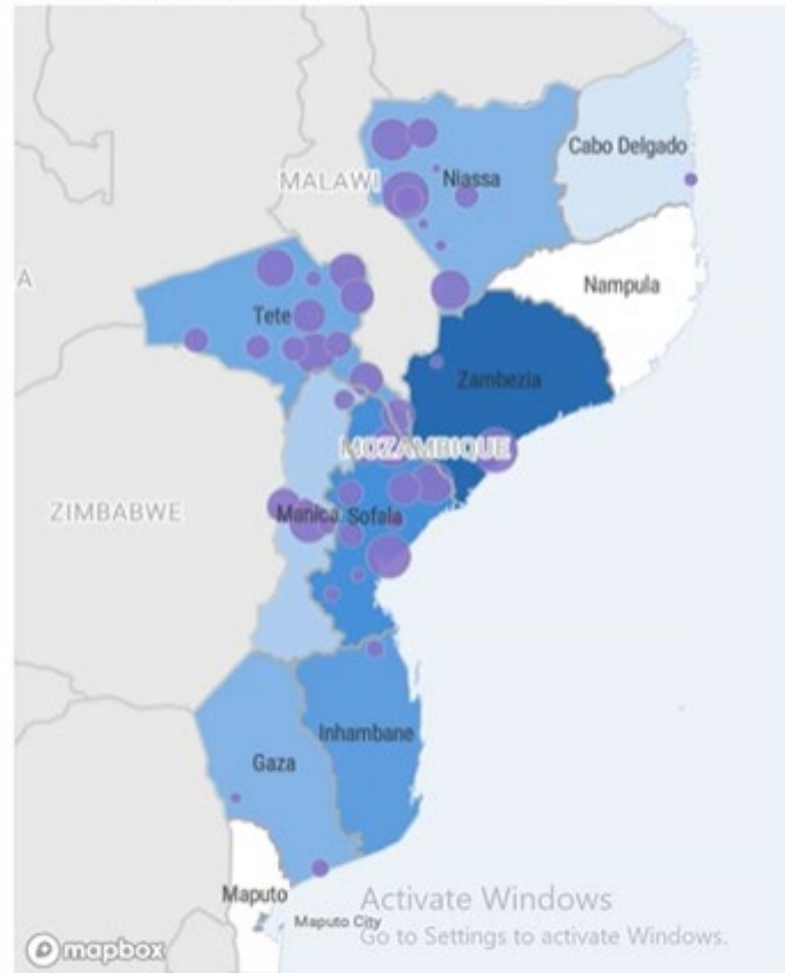 Cabo Delgado
MALAWI
Niassa
A
Nampula
Tete
Zambezia
MOZAMBIQUE
ZIMBABWE
Manica
Sofala
Inhambane
Gaza
Maputo
Activate Windows
Maputo City
Go to Settings to activate Windows.
mapbox